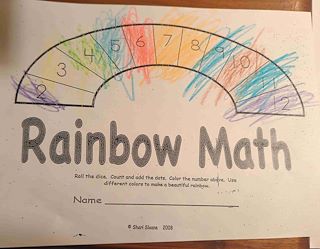 2 3 4 5 6 7 8 9 10 11 12
Rainbow Math
Roll the dice. Count and add the dots. Color the number above. Use
different colors to make a beautiful rainbow.
Name
© Shari Sloane 2008